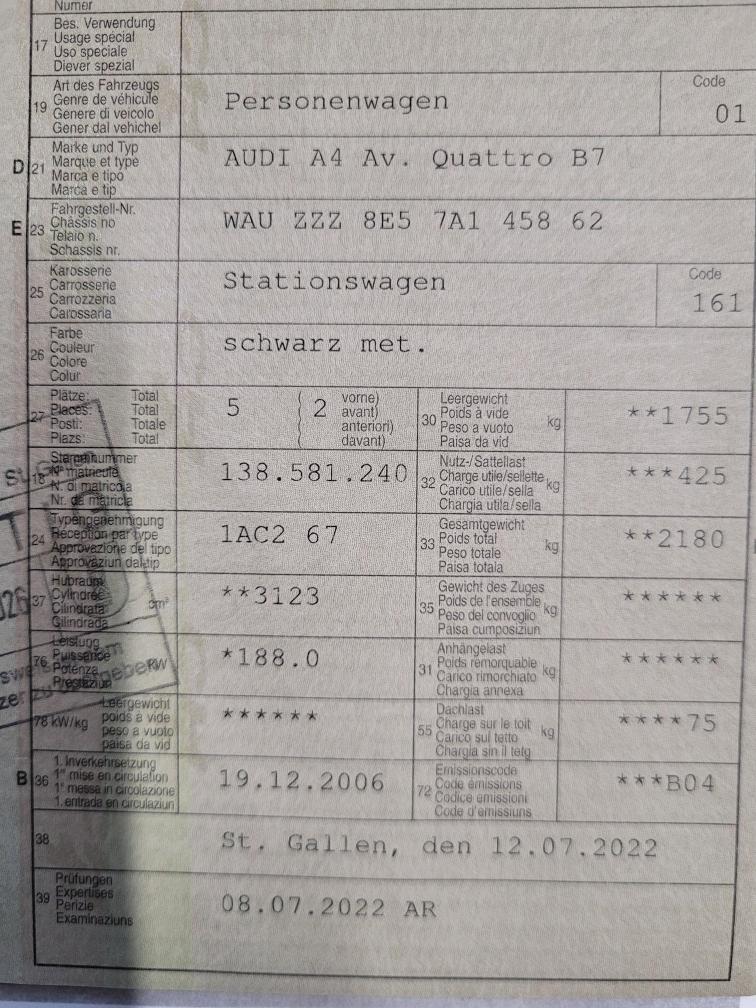 Numer
17 Bes. Verwendung
Usage spécial
Uso speciale
Diever spezial
19 Art des Fahrzeugs
Genre de véhicule
Genere di veicolo
Gener dal vehichel
Personenwagen
Code
01
D 21 Marke und Typ
Marque et type
Marca e tipo
Marca e tip
AUDI A4 Av. Quattro B7
E 23 Fahrgestell-Nr.
Châssis no
Telaio n.
Schassis nr.
WAU ZZZ 8E5 7A1 458 62
25 Karosserie
Carrosserie
Carrozzeria
Carossaria
Stationswagen
Code
161
26 Farbe
Couleur
Colore
Colur
schwarz met.
27 Plätze: Total
Places: Total
Posti: Totale
Plazs: Total
5 ( 2 vorne)
avant)
anteriori)
davant)
30 Leergewicht
Poids à vide
Peso a vuoto
Paisa da vid
kg
**1755
18 Stammnummer
N° matricule
N. di matricola
Nr. da matricla
138.581.240
32 Nutz-/Sattellast
Charge utile/sellette
Carico utile/sella
Chargia utila/sella
kg
***425
24 Typengenehmigung
Réception par type
Approvazione del tipo
Approvaziun dal tip
1AC2 67
33 Gesamtgewicht
Poids total
Peso totale
Paisa totala
kg
**2180
37 Hubraum
Cylindrée
Cilindrata
Cilindrada
cm³
**3123
35 Gewicht des Zuges
Poids de l'ensemble
Peso del convoglio
Paisa cumposiziun
kg
******
76 Leistung
Puissance
Potenza
Prestaziun
kW
*188.0
31 Anhängelast
Poids remorquable
Carico rimorchiato
Chargia annexa
kg
******
78 kW/kg Leergewicht
poids à vide
peso a vuoto
paisa da vid
******
55 Dachlast
Charge sur le toit
Carico sul tetto
Chargia sin il tetg
kg
****75
B 36 1. Inverkehrsetzung
1re mise en circulation
1a messa in circolazione
1. entrada en circulaziun
19.12.2006
72 Emissionscode
Code émissions
Codice emissioni
Code d'emissiuns
***B04
38 St. Gallen, den 12.07.2022
39 Prüfungen
Expertises
Perizie
Examinaziuns
08.07.2022 AR